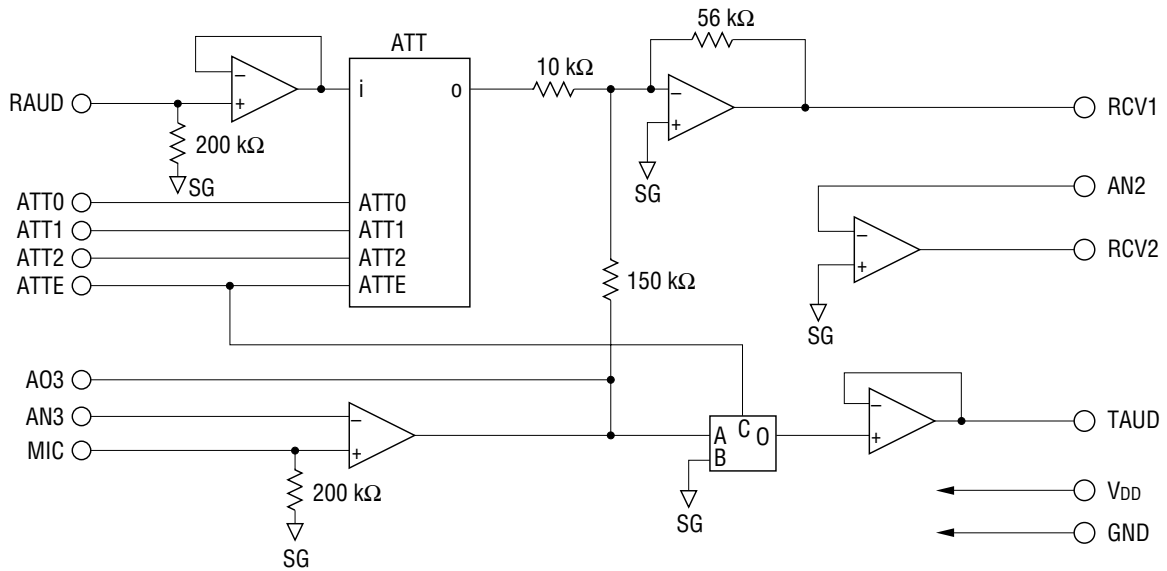 56 kΩ
ATT
10 kΩ
−
+
i
o
−
+
RAUD
RCV1
200 kΩ
SG
SG
AN2
ATT0
ATT0
ATT1
ATT1
−
ATT2
ATT2
+
RCV2
ATTE
ATTE
150 kΩ
SG
AO3
AN3
−
−
MIC
+
A
C
O
+
TAUD
B
200 kΩ
SG
VDD
SG
GND